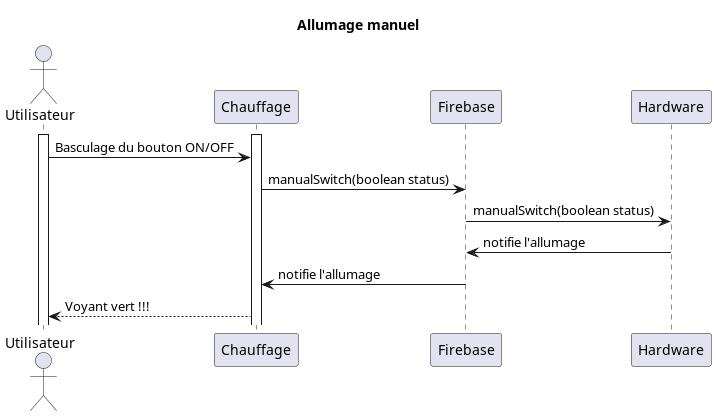 Allumage manuel
Utilisateur
Chauffage
Firebase
Hardware
Basculage du bouton ON/OFF
manualSwitch(boolean status)
manualSwitch(boolean status)
notifie l'allumage
notifie l'allumage
Voyant vert !!!
Utilisateur
Chauffage
Firebase
Hardware